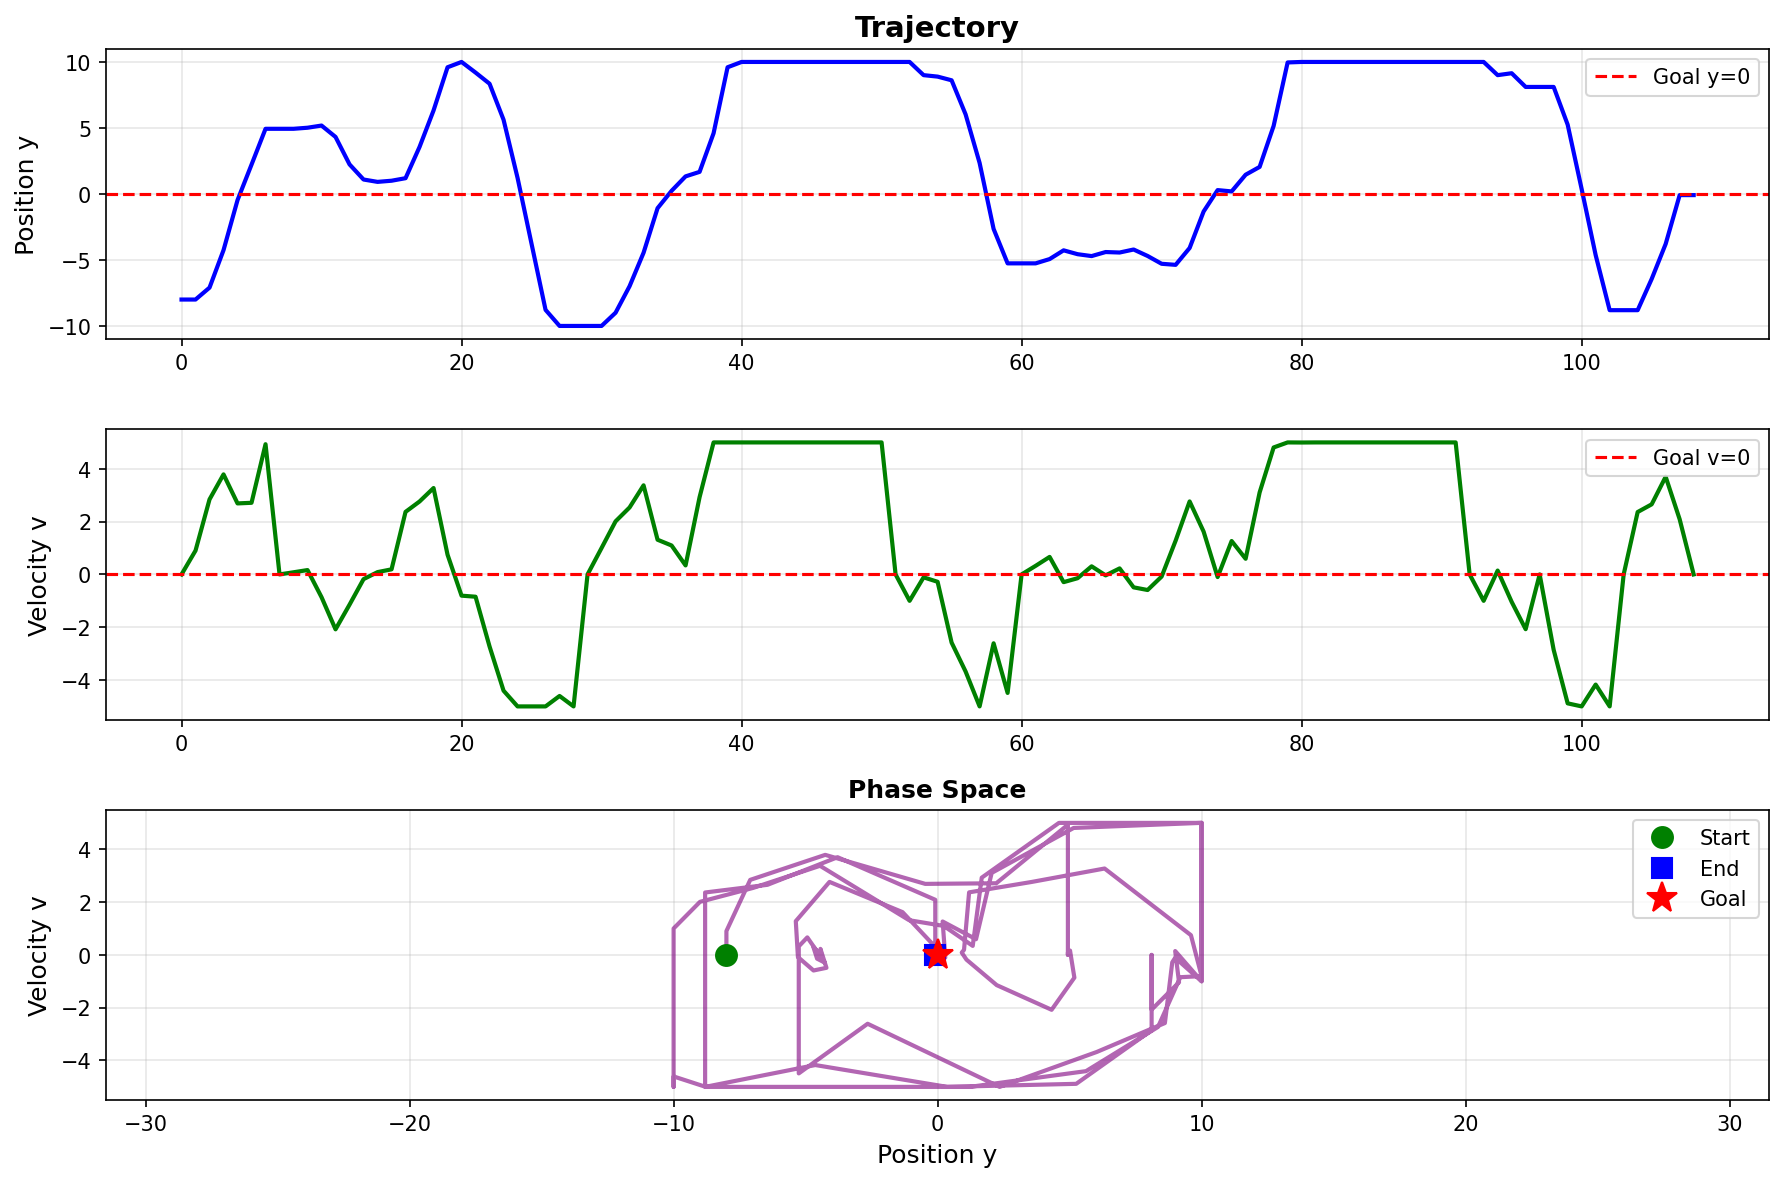 Trajectory
Position y
10
5
0
−5
−10
Goal y=0
0 20 40 60 80 100
Velocity v
4
2
0
−2
−4
Goal v=0
0 20 40 60 80 100
Phase Space
Velocity v
4
2
0
−2
−4
Start
End
Goal
−30 −20 −10 0 10 20 30
Position y